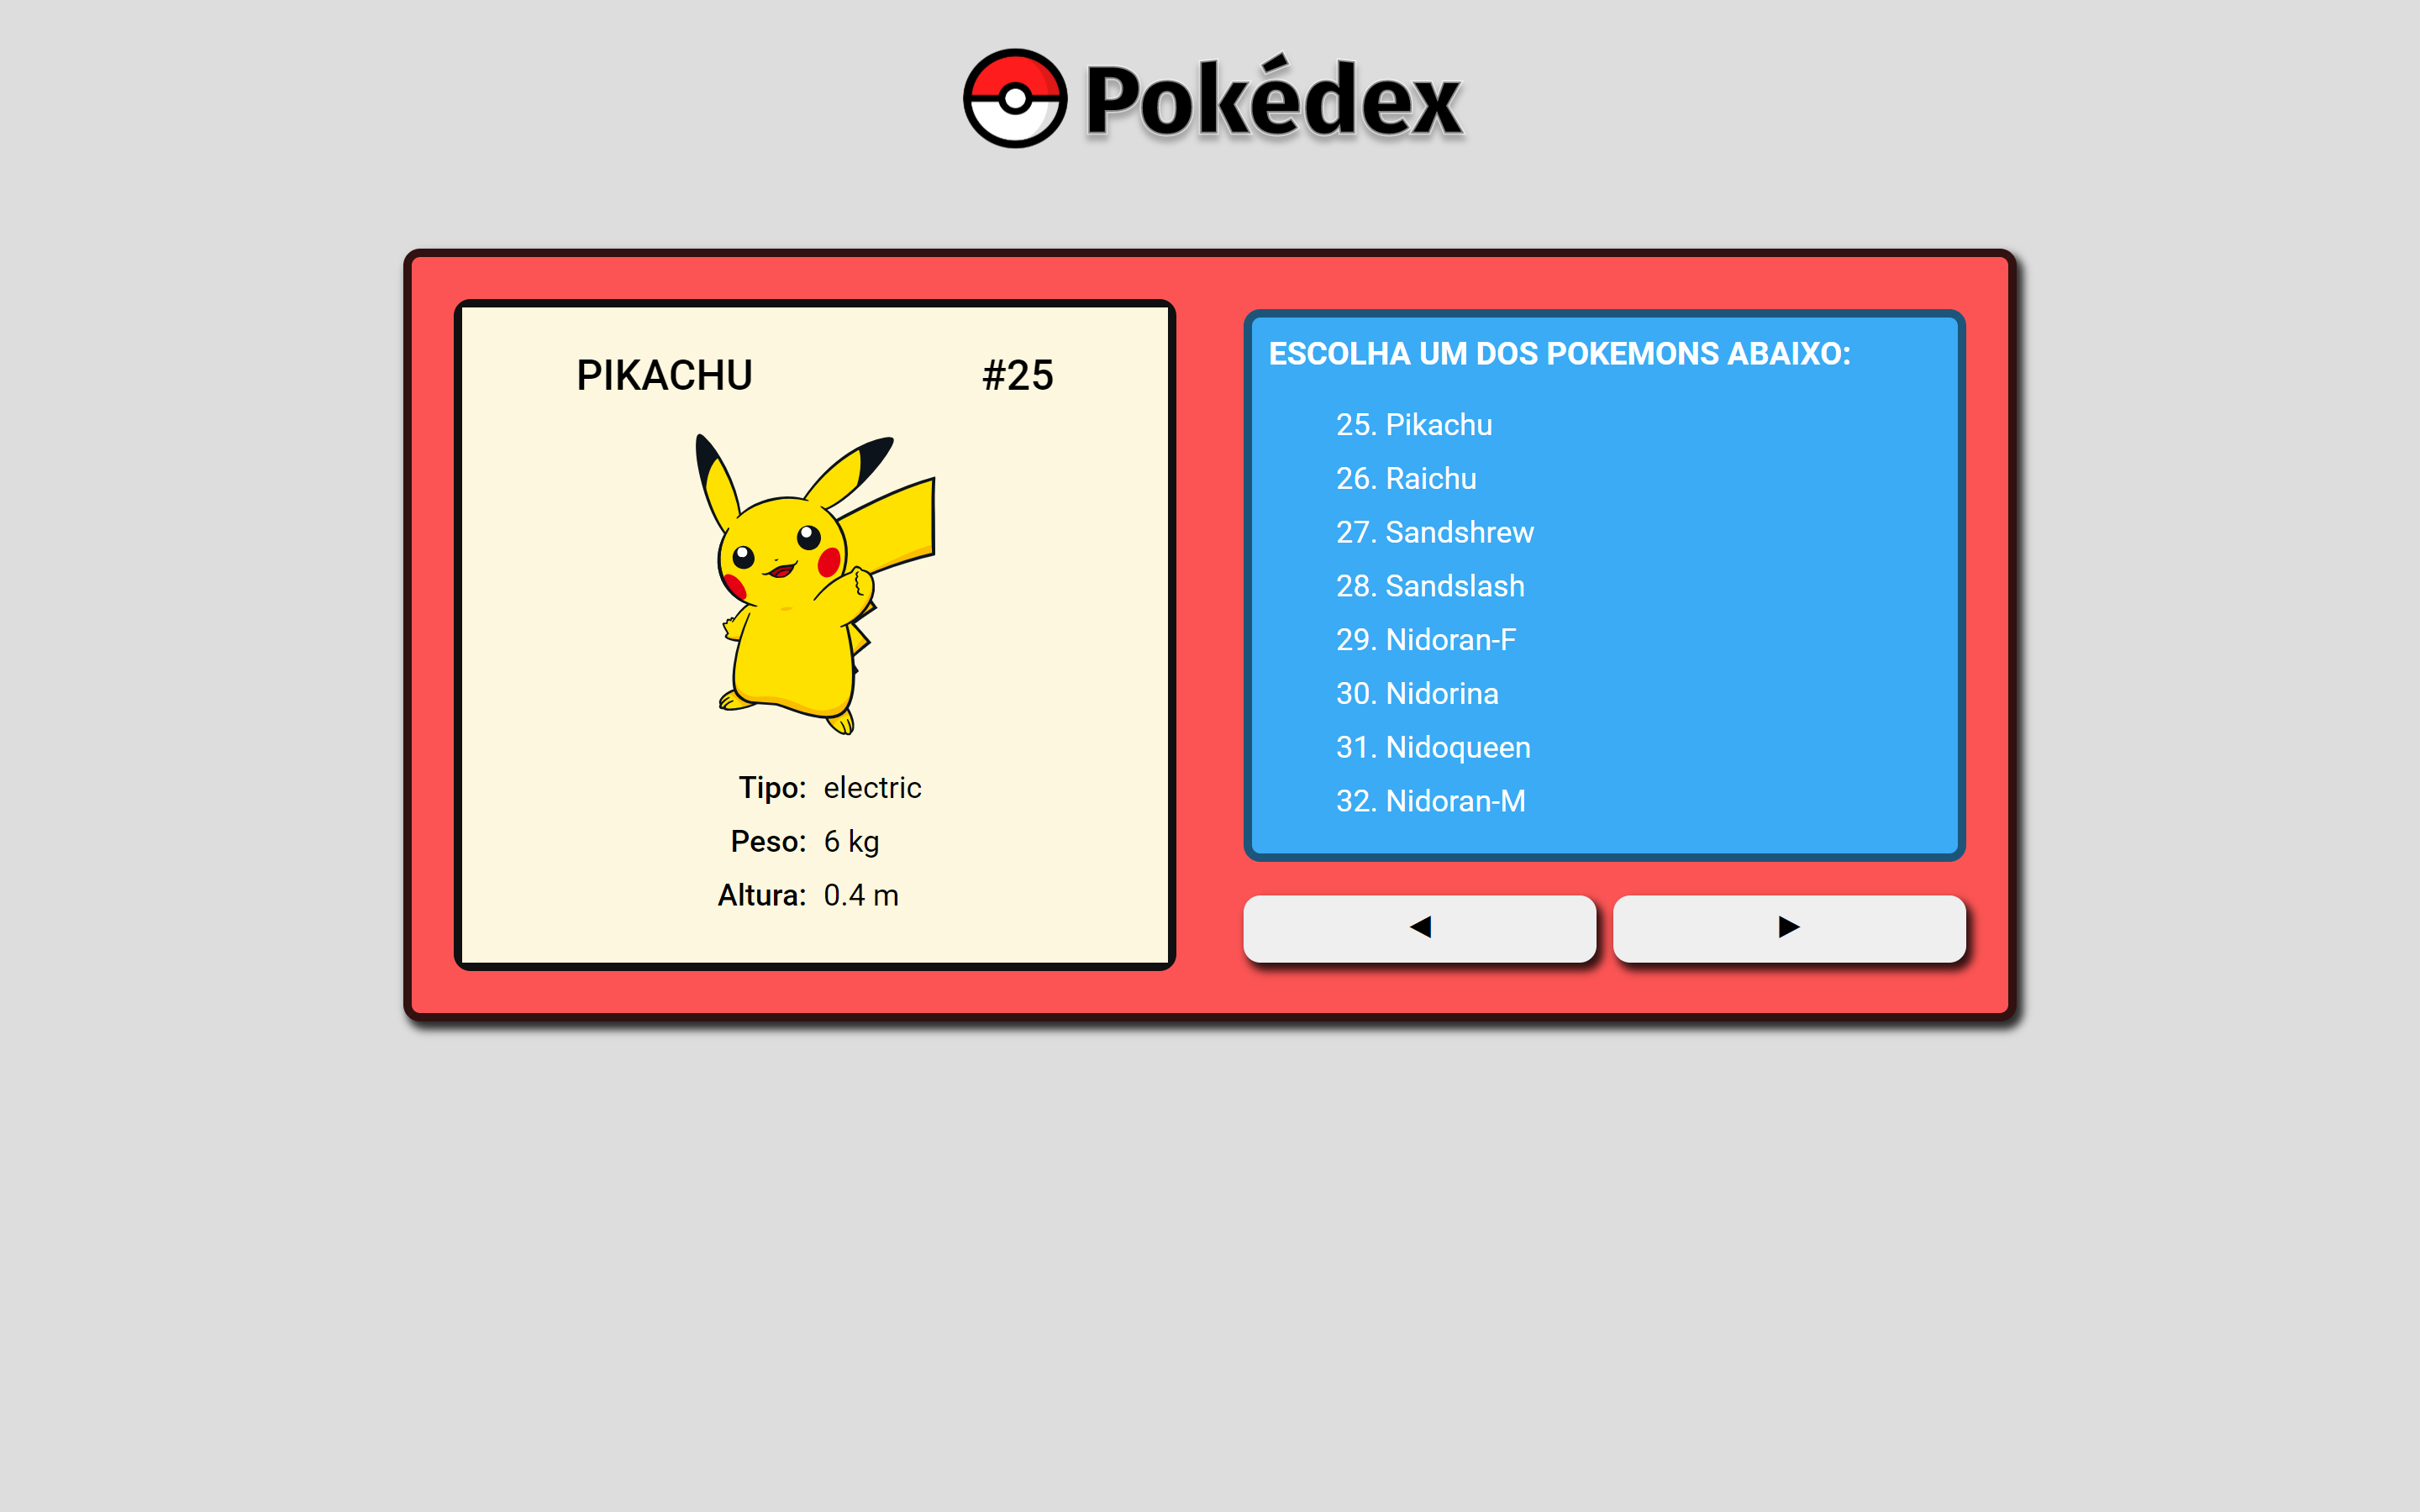 Pokédex
PIKACHU #25
Tipo: electric
Peso: 6 kg
Altura: 0.4 m
ESCOLHA UM DOS POKEMONS ABAIXO:
25. Pikachu
26. Raichu
27. Sandshrew
28. Sandslash
29. Nidoran-F
30. Nidorina
31. Nidoqueen
32. Nidoran-M